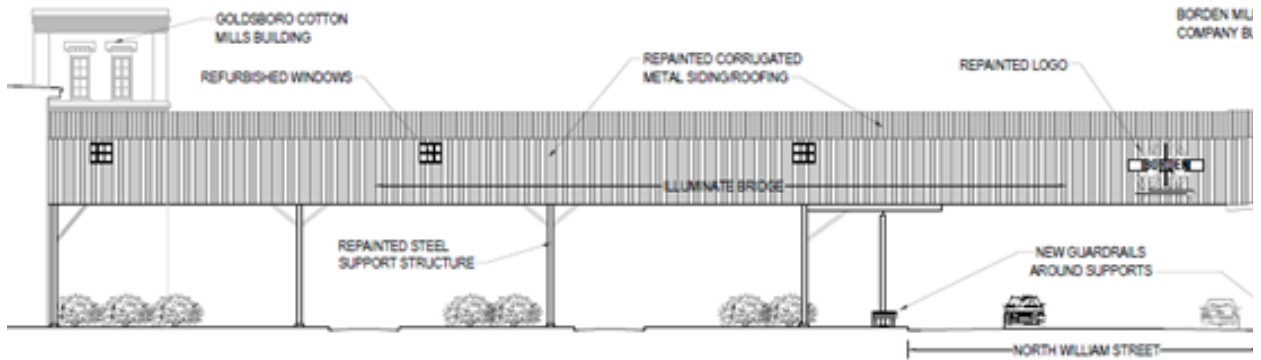 GOLDSBORO COTTON
MILLS BUILDING
BORDEN MIL
COMPANY BU
REFURBISHED WINDOWS
REPAINTED CORRUGATED
METAL SIDING/ROOFING
REPAINTED LOGO
BORDEN
ILLUMINATE BRIDGE
REPAINTED STEEL
SUPPORT STRUCTURE
NEW GUARDRAILS
AROUND SUPPORTS
NORTH WILLIAM STREET